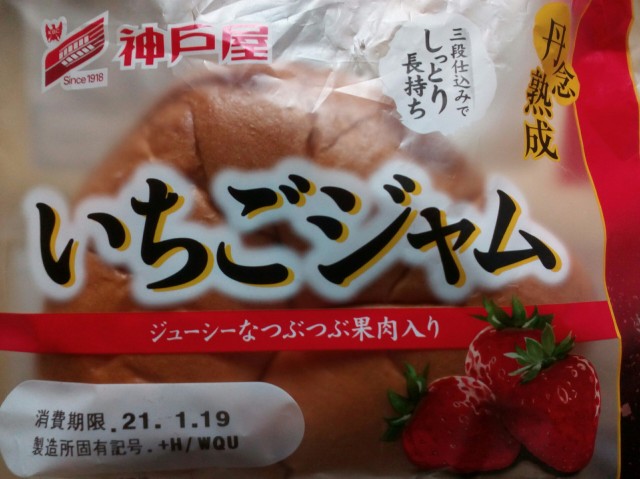 神戸屋
Since 1918
三段仕込みで
しっとり
長持ち
丹念熟成
いちごジャム
ジューシーなつぶつぶ果肉入り
消費期限.21. 1.19
製造所固有記号. +H/WQU